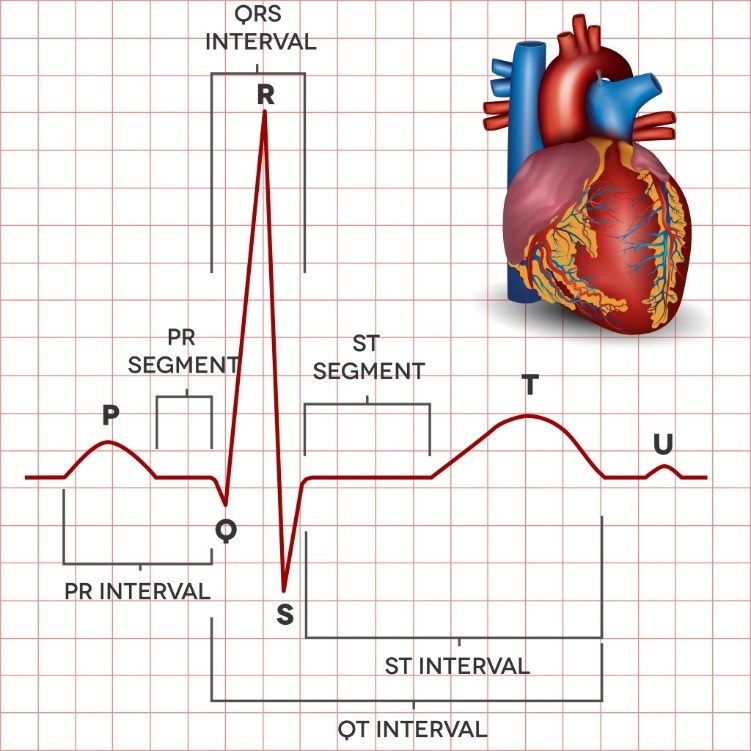 QRS
INTERVAL
R
PR
SEGMENT
ST
SEGMENT
P
T
U
Q
S
PR INTERVAL
ST INTERVAL
QT INTERVAL